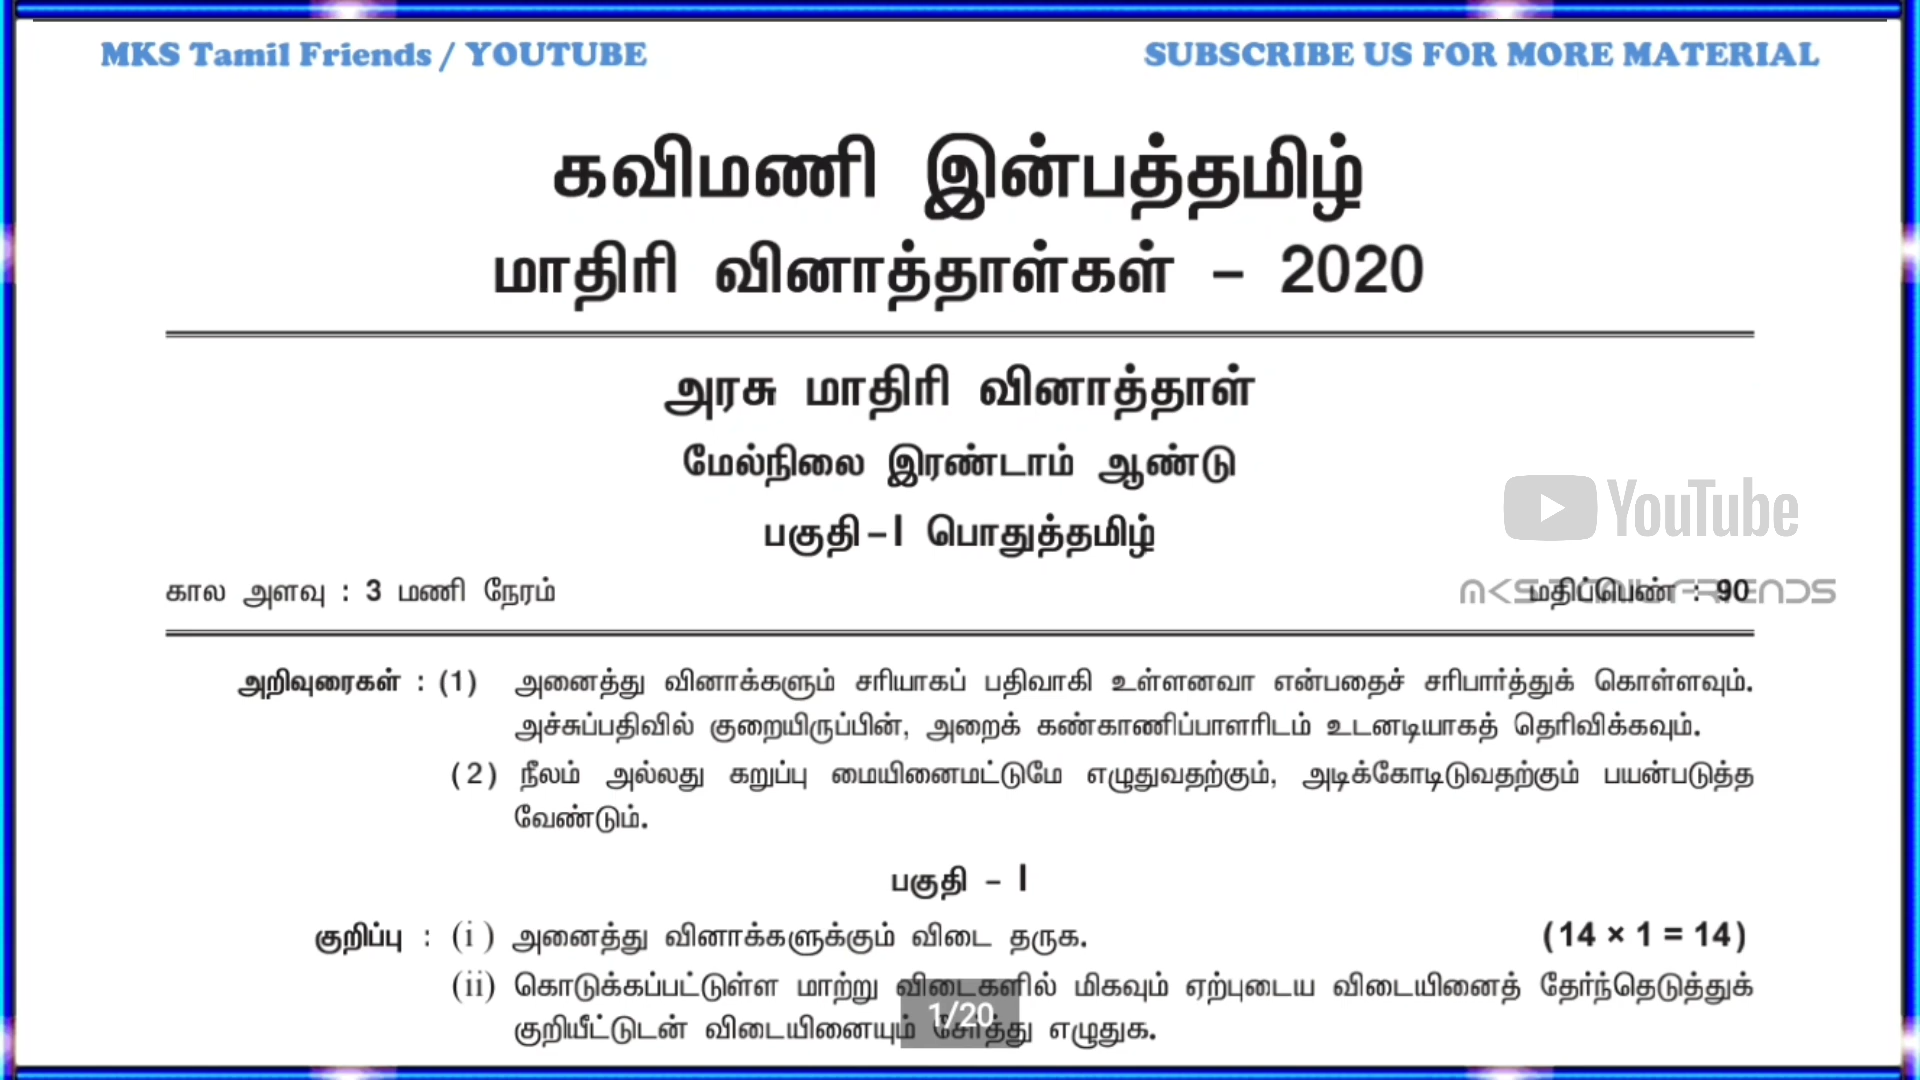 MKS Tamil Friends / YOUTUBE
SUBSCRIBE US FOR MORE MATERIAL
கவிமணி இன்பத்தமிழ்
மாதிரி வினாத்தாள்கள் – 2020
அரசு மாதிரி வினாத்தாள்
மேல்நிலை இரண்டாம் ஆண்டு
பகுதி – I பொதுத்தமிழ்
YouTube
கால அளவு : 3 மணி நேரம்
மதிப்பெண் : 90
MKS TAMIL FRIENDS
அறிவுரைகள் : (1) அனைத்து வினாக்களும் சரியாகப் பதிவாகி உள்ளனவா என்பதைச் சரிபார்த்துக் கொள்ளவும்.
அச்சுப்பதிவில் குறையிருப்பின், அறைக் கண்காணிப்பாளரிடம் உடனடியாகத் தெரிவிக்கவும்.
(2) நீலம் அல்லது கறுப்பு மையினைமட்டுமே எழுதுவதற்கும், அடிக்கோடிடுவதற்கும் பயன்படுத்த
வேண்டும்.
பகுதி – I
குறிப்பு : (i) அனைத்து வினாக்களுக்கும் விடை தருக. (14 × 1 = 14)
(ii) கொடுக்கப்பட்டுள்ள மாற்று விடைகளில் மிகவும் ஏற்புடைய விடையினைத் தேர்ந்தெடுத்துக்
குறியீட்டுடன் விடையினையும் சேர்த்து எழுதுக.
1/20